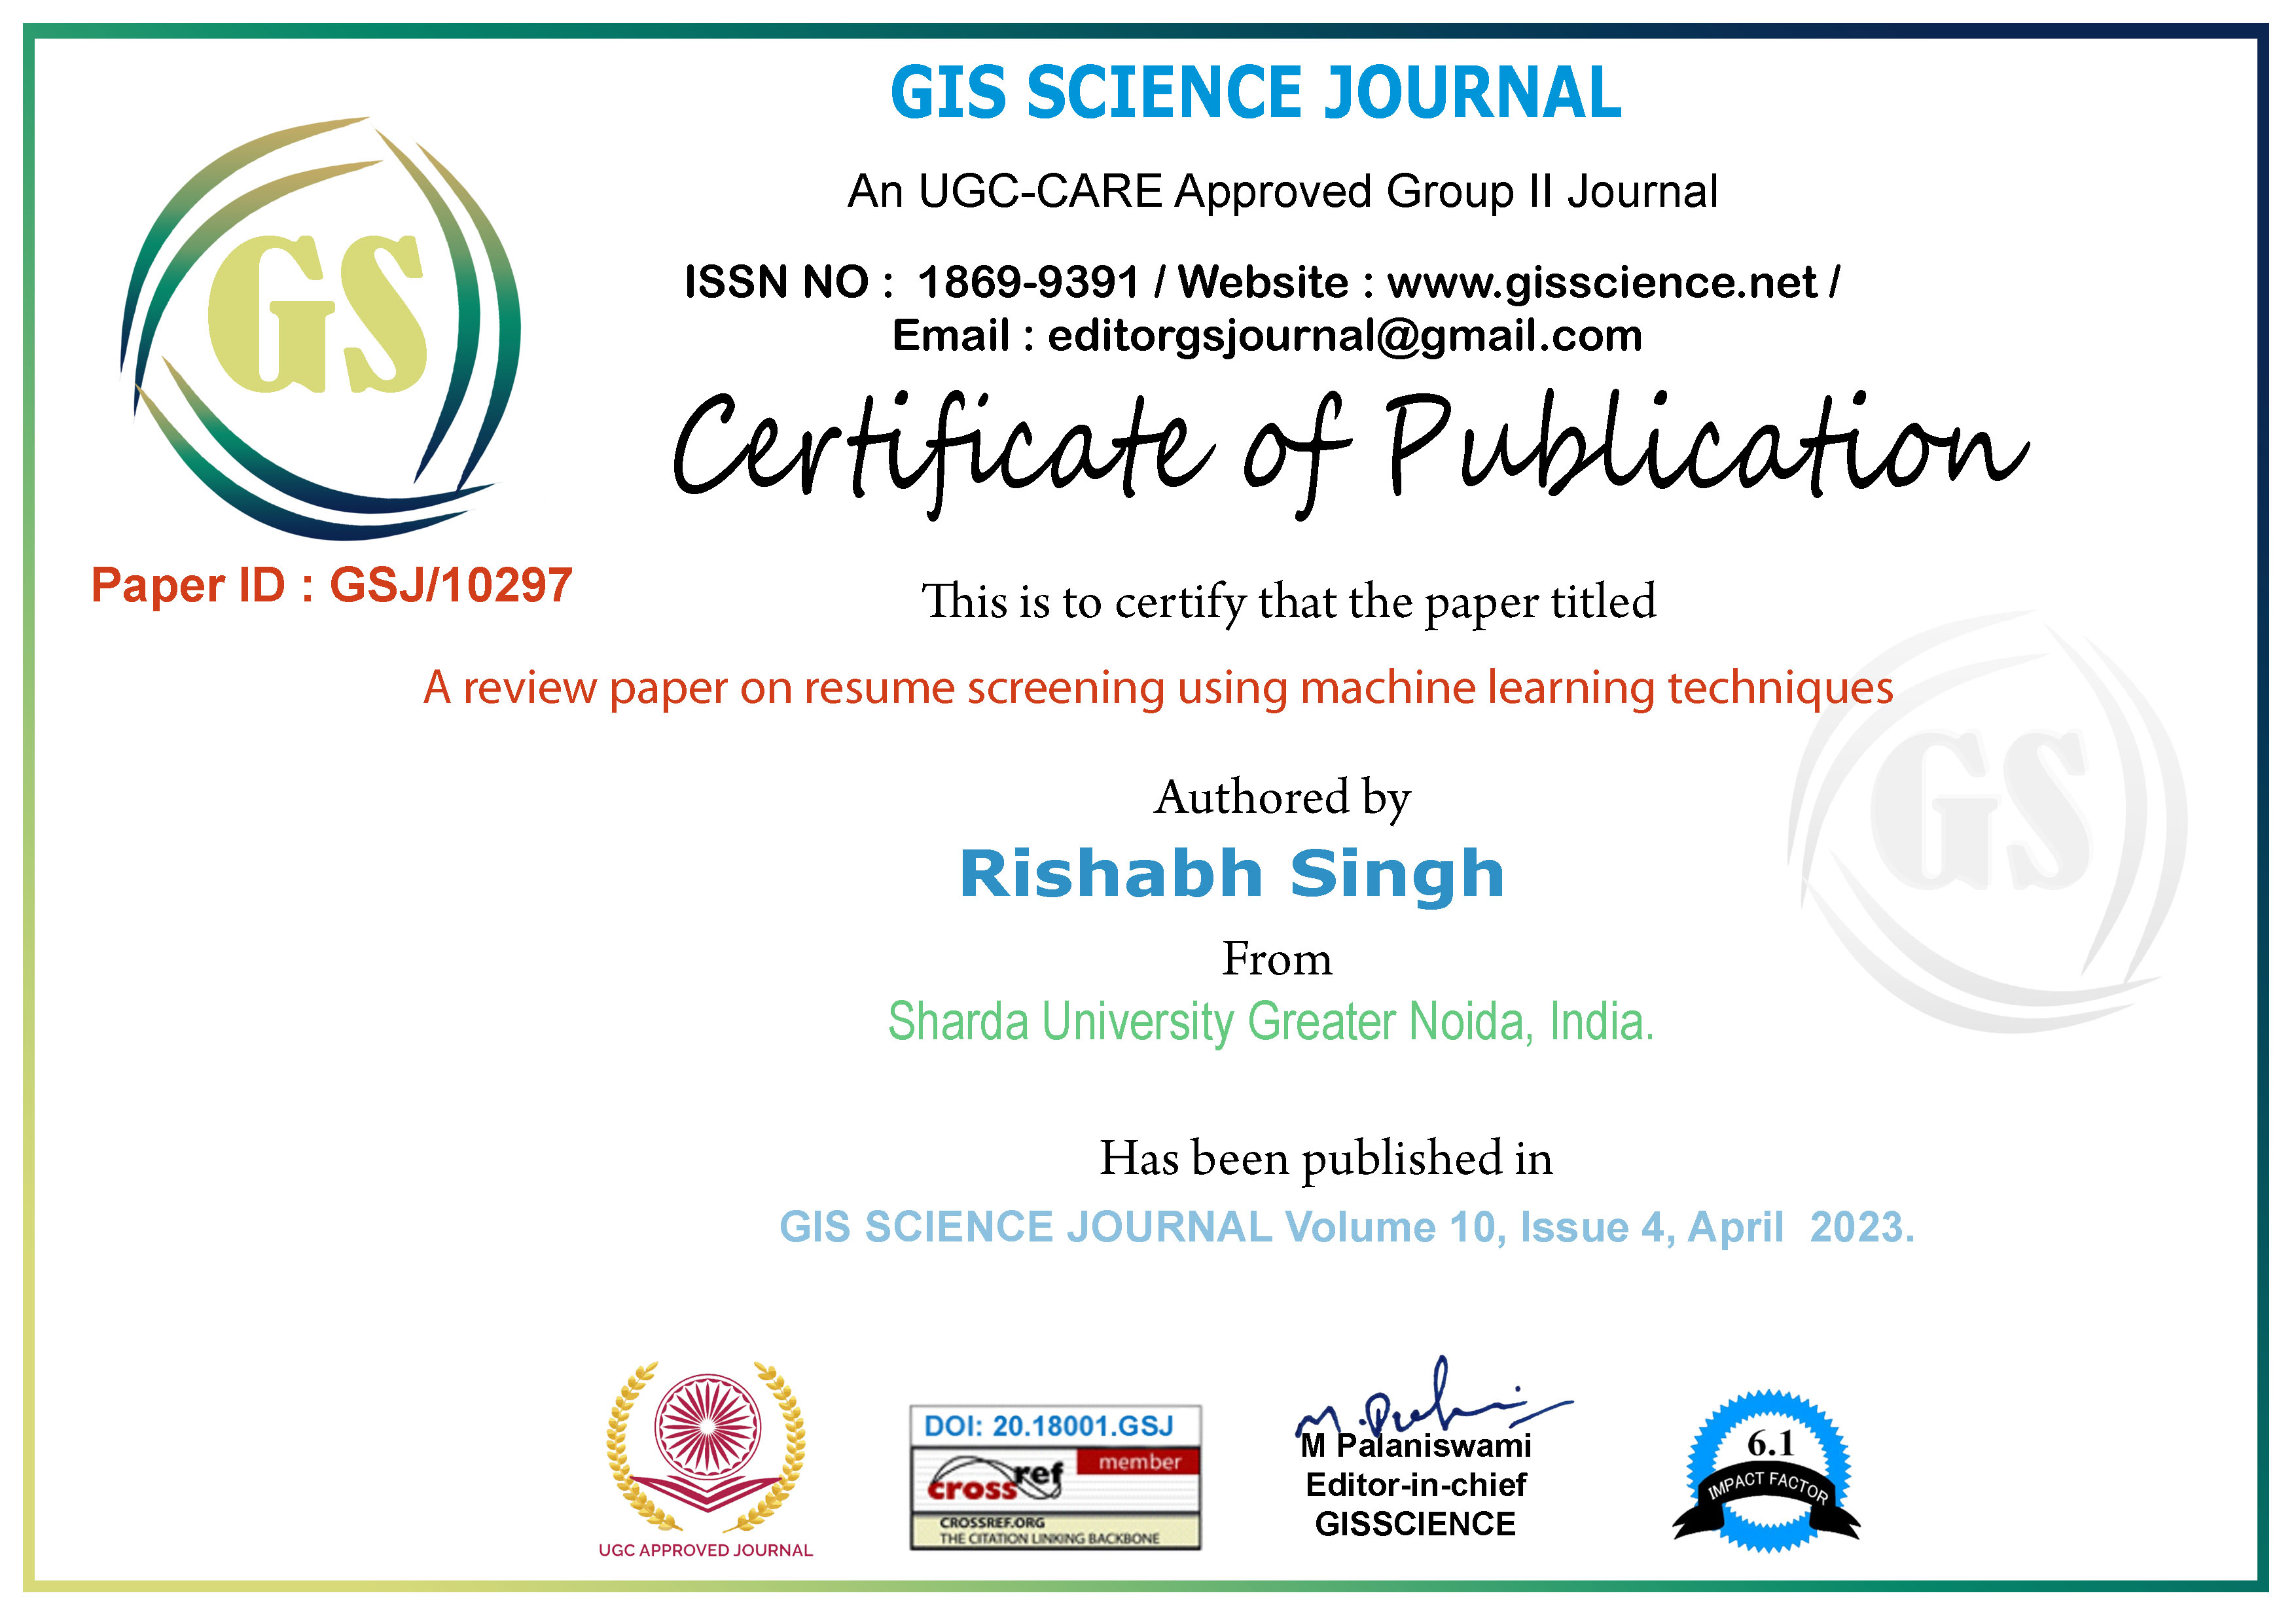 GIS SCIENCE JOURNAL
An UGC-CARE Approved Group II Journal
ISSN NO : 1869-9391 / Website : www.gisscience.net /
Email : editorgsjournal@gmail.com
GS
Certificate of Publication
Paper ID : GSJ/10297
This is to certify that the paper titled
A review paper on resume screening using machine learning techniques
GS
Authored by
Rishabh Singh
From
Sharda University Greater Noida, India.
Has been published in
GIS SCIENCE JOURNAL Volume 10, Issue 4, April 2023.
UGC APPROVED JOURNAL
DOI: 20.18001.GSJ
cross ref member
CROSSREF.ORG
THE CITATION LINKING BACKBONE
M Palaniswami
Editor-in-chief
GISSCIENCE
6.1
IMPACT FACTOR